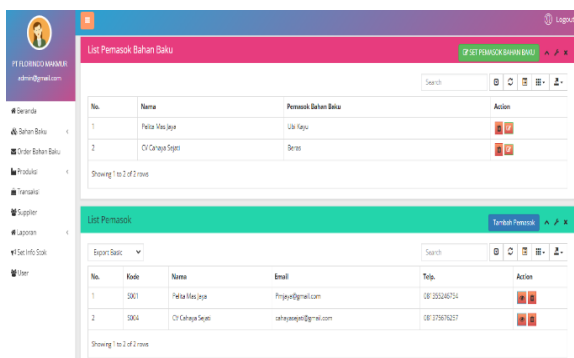 Logout
PT FLORINDO MAKMUR
admin@gmail.com
Beranda
Bahan Baku
Order Bahan Baku
Produksi
Transaksi
Supplier
Laporan
Set Info Stok
User
List Pemasok Bahan Baku
SET PEMASOK BAHAN BAKU
Search
No. Nama Pemasok Bahan Baku Action
1 Pelita Mas Jaya Ubi Kayu
2 CV Cahaya Sejati Beras
Showing 1 to 2 of 2 rows
List Pemasok
Tambah Pemasok
Export Basic
Search
No. Kode Nama Email Telp. Action
1 S001 Pelita Mas Jaya Pmjaya@gmail.com 081355246754
2 S004 CV Cahaya Sejati cahayasejati@gmail.com 081375676257
Showing 1 to 2 of 2 rows